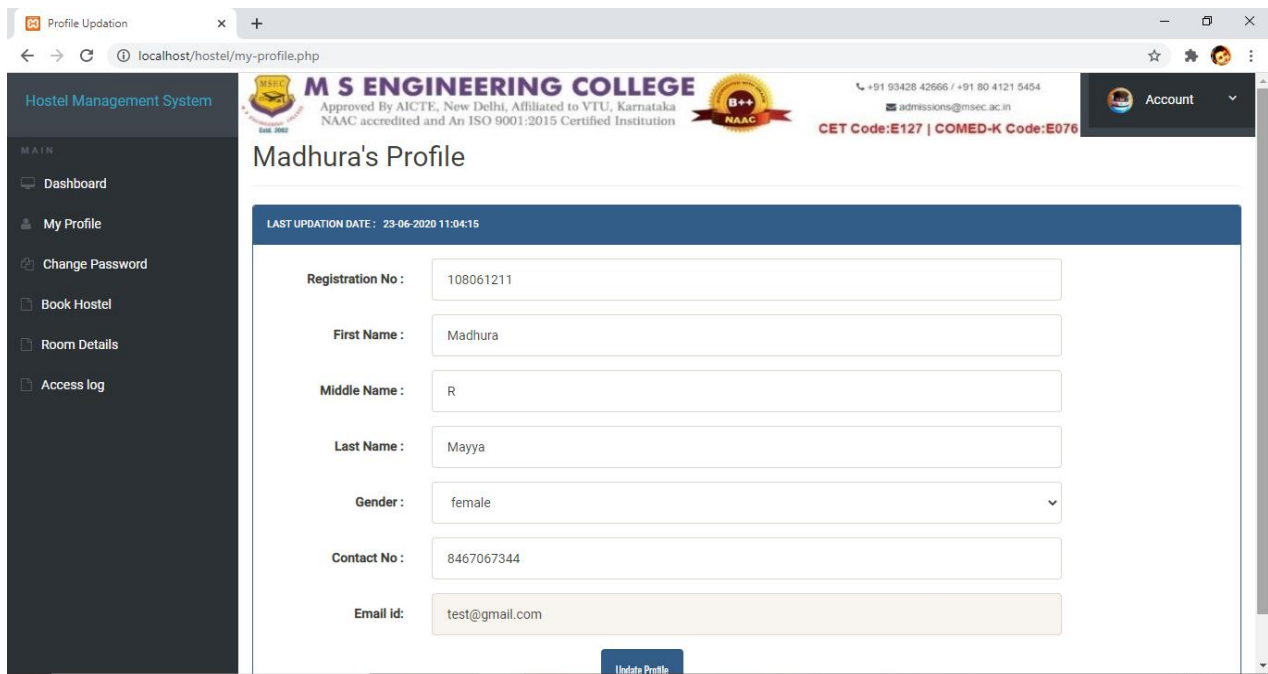 Profile Updation
localhost/hostel/my-profile.php
Hostel Management System
MSEC
Estd. 2002
M S ENGINEERING COLLEGE
Approved By AICTE, New Delhi, Affiliated to VTU, Karnataka
NAAC accredited and An ISO 9001:2015 Certified Institution
B++
NAAC
+91 93428 42666 / +91 80 4121 5454
admissions@msec.ac.in
CET Code:E127 | COMED-K Code:E076
Account
MAIN
Dashboard
My Profile
Change Password
Book Hostel
Room Details
Access log
Madhura's Profile
LAST UPDATION DATE : 23-06-2020 11:04:15
Registration No : 108061211
First Name : Madhura
Middle Name : R
Last Name : Mayya
Gender : female
Contact No : 8467067344
Email id: test@gmail.com
Update Profile